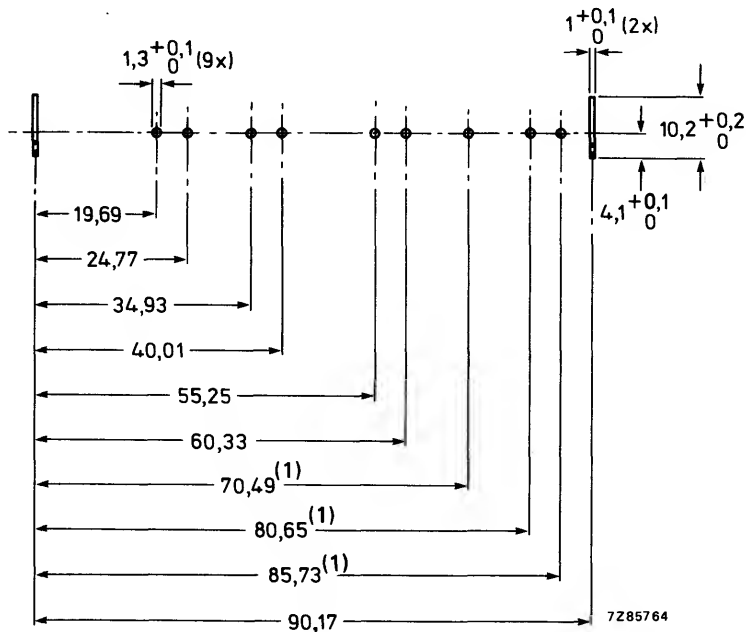 1,3 +0,1 0 (9x)
1 +0,1 0 (2x)
10,2 +0,2 0
4,1 +0,1 0
19,69
24,77
34,93
40,01
55,25
60,33
70,49 (1)
80,65 (1)
85,73 (1)
90,17
7Z85764